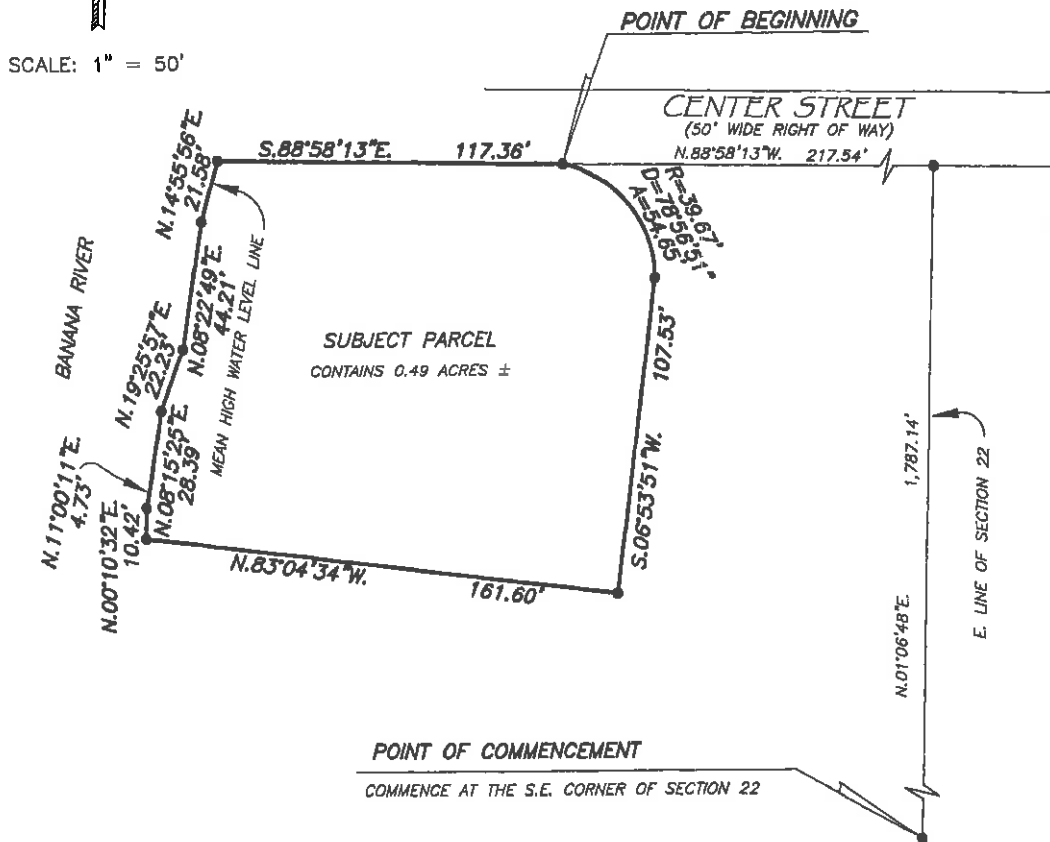 POINT OF BEGINNING
SCALE: 1" = 50'
CENTER STREET
(50' WIDE RIGHT OF WAY)
N.88°58'13"W. 217.54'
S.88°58'13"E. 117.36'
N.14°55'56"E
21.58'
R=39.67'
D=78°56'51"
A=54.65'
BANANA RIVER
N.08°22'49"E.
44.21'
MEAN HIGH WATER LEVEL LINE
N.19°25'57"E.
22.23'
SUBJECT PARCEL
CONTAINS 0.49 ACRES ±
107.53'
S.06°53'51"W.
N.08°15'25"E.
28.39'
N.11°00'11"E.
4.73'
N.00°10'32"E.
10.42'
N.83°04'34"W.
161.60'
1,787.14'
N.01°06'48"E.
E. LINE OF SECTION 22
POINT OF COMMENCEMENT
COMMENCE AT THE S.E. CORNER OF SECTION 22